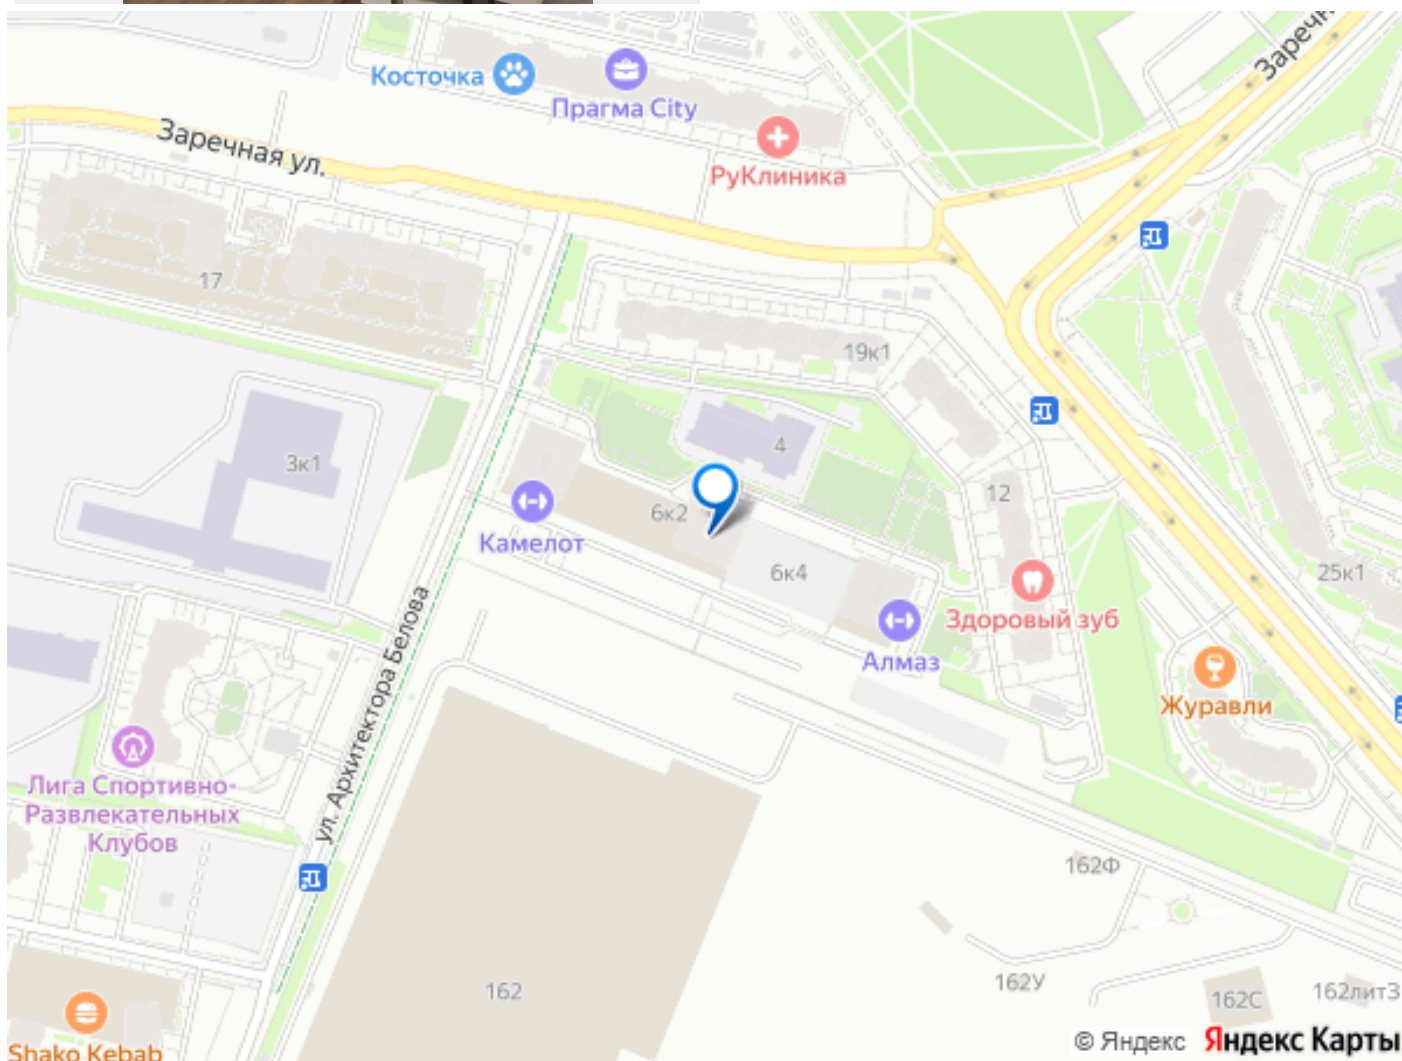 Заречн
Косточка
Прагма City
РуКлиника
Заречная ул.
17
19к1
4
3к1
12
6к2
Камелот
6к4
25к1
Здоровый зуб
Алмаз
Журавли
ул. Архитектора Белова
Лига Спортивно-
Развлекательных
Клубов
162Ф
162
162У
162С
162лит3
Shako Kebab
© Яндекс Яндекс Карты